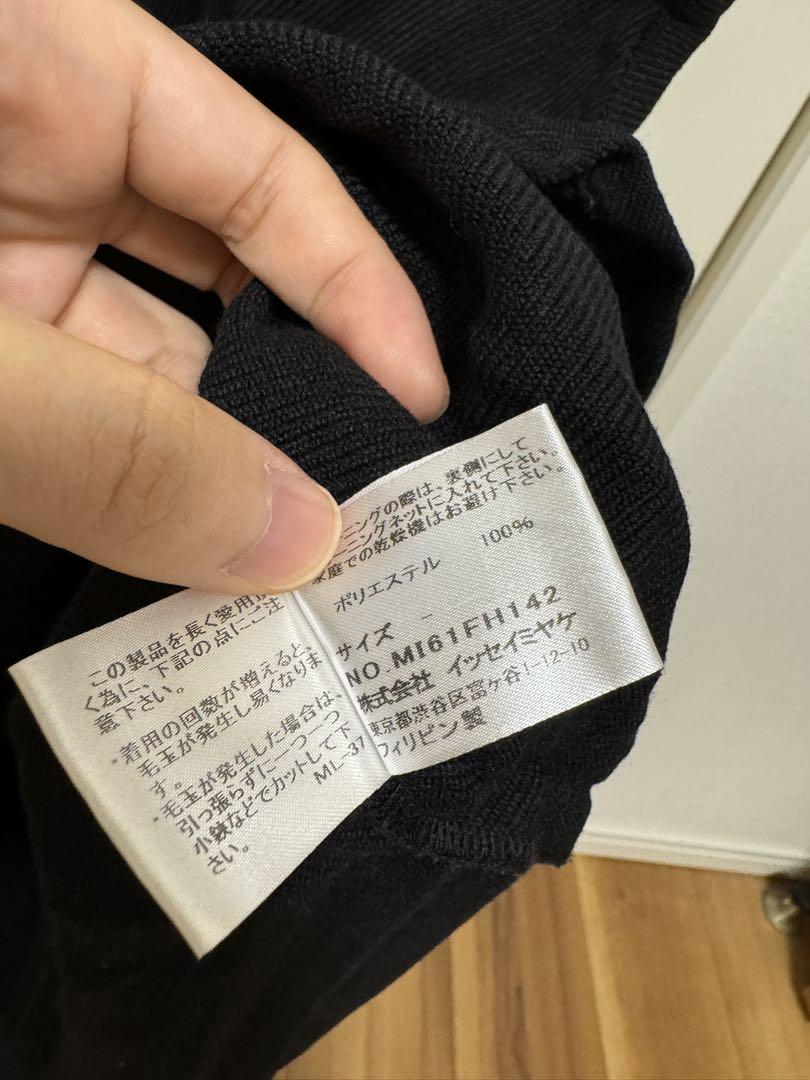 この製品を長く愛用
く為に、下記の点にご注
意下さい。
・着用の回数が増えると、
毛玉が発生し易くなりま
す。
・毛玉が発生した場合は、
引っ張らずに一つ一つ
小鋏などでカットして下
さい。
ML-37
ニングの際は、裏側にして
ーニングネットに入れて下さい。
家庭での乾燥機はお避け下さい。
ポリエステル 100%
サイズ -
NO.MI61FH142
株式会社 イッセイミヤケ
東京都渋谷区富ヶ谷1-12-10
フィリピン製